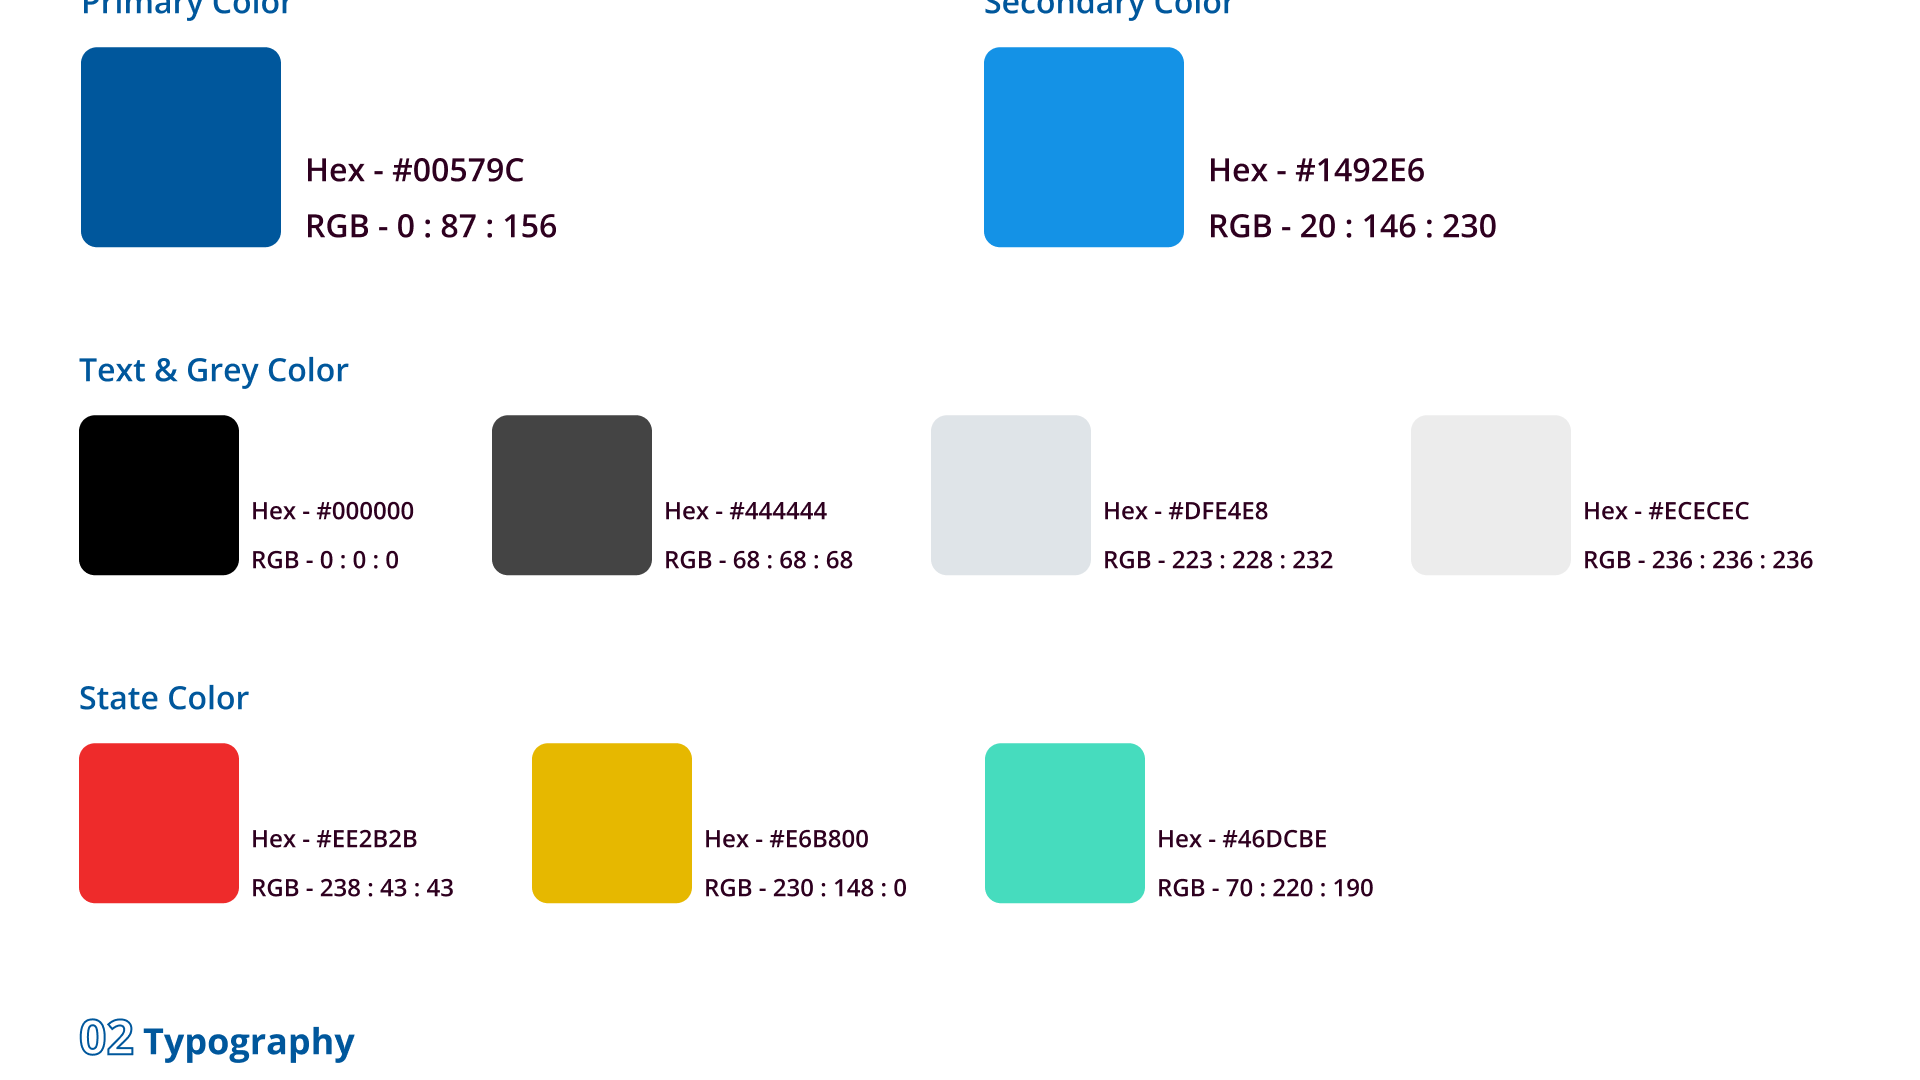 Primary Color
Secondary Color
Hex - #00579C
RGB - 0 : 87 : 156
Hex - #1492E6
RGB - 20 : 146 : 230
Text & Grey Color
Hex - #000000
RGB - 0 : 0 : 0
Hex - #444444
RGB - 68 : 68 : 68
Hex - #DFE4E8
RGB - 223 : 228 : 232
Hex - #ECECEC
RGB - 236 : 236 : 236
State Color
Hex - #EE2B2B
RGB - 238 : 43 : 43
Hex - #E6B800
RGB - 230 : 148 : 0
Hex - #46DCBE
RGB - 70 : 220 : 190
02 Typography